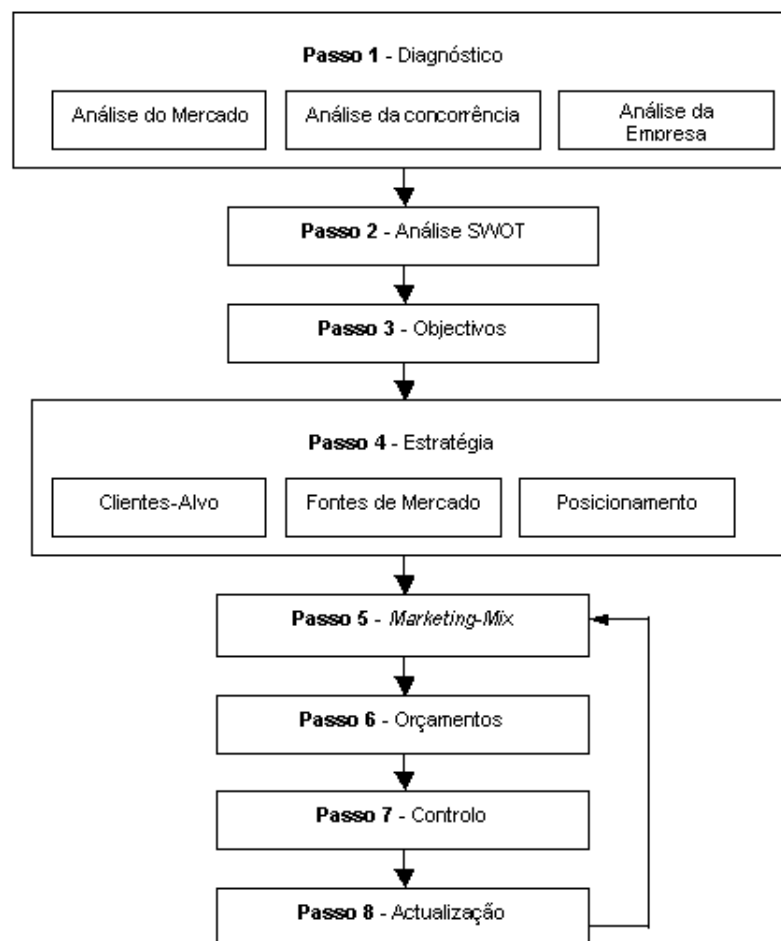 Passo 1 - Diagnóstico
Análise do Mercado
Análise da concorrência
Análise da
Empresa
Passo 2 - Análise SWOT
Passo 3 - Objectivos
Passo 4 - Estratégia
Clientes-Alvo
Fontes de Mercado
Posicionamento
Passo 5 - Marketing-Mix
Passo 6 - Orçamentos
Passo 7 - Controlo
Passo 8 - Actualização